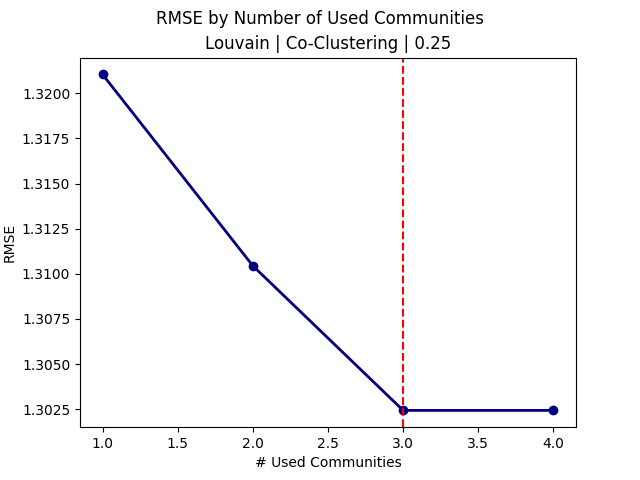 RMSE by Number of Used Communities
Louvain | Co-Clustering | 0.25
1.3200
1.3175
1.3150
1.3125
1.3100
1.3075
1.3050
1.3025
RMSE
1.0 1.5 2.0 2.5 3.0 3.5 4.0
# Used Communities